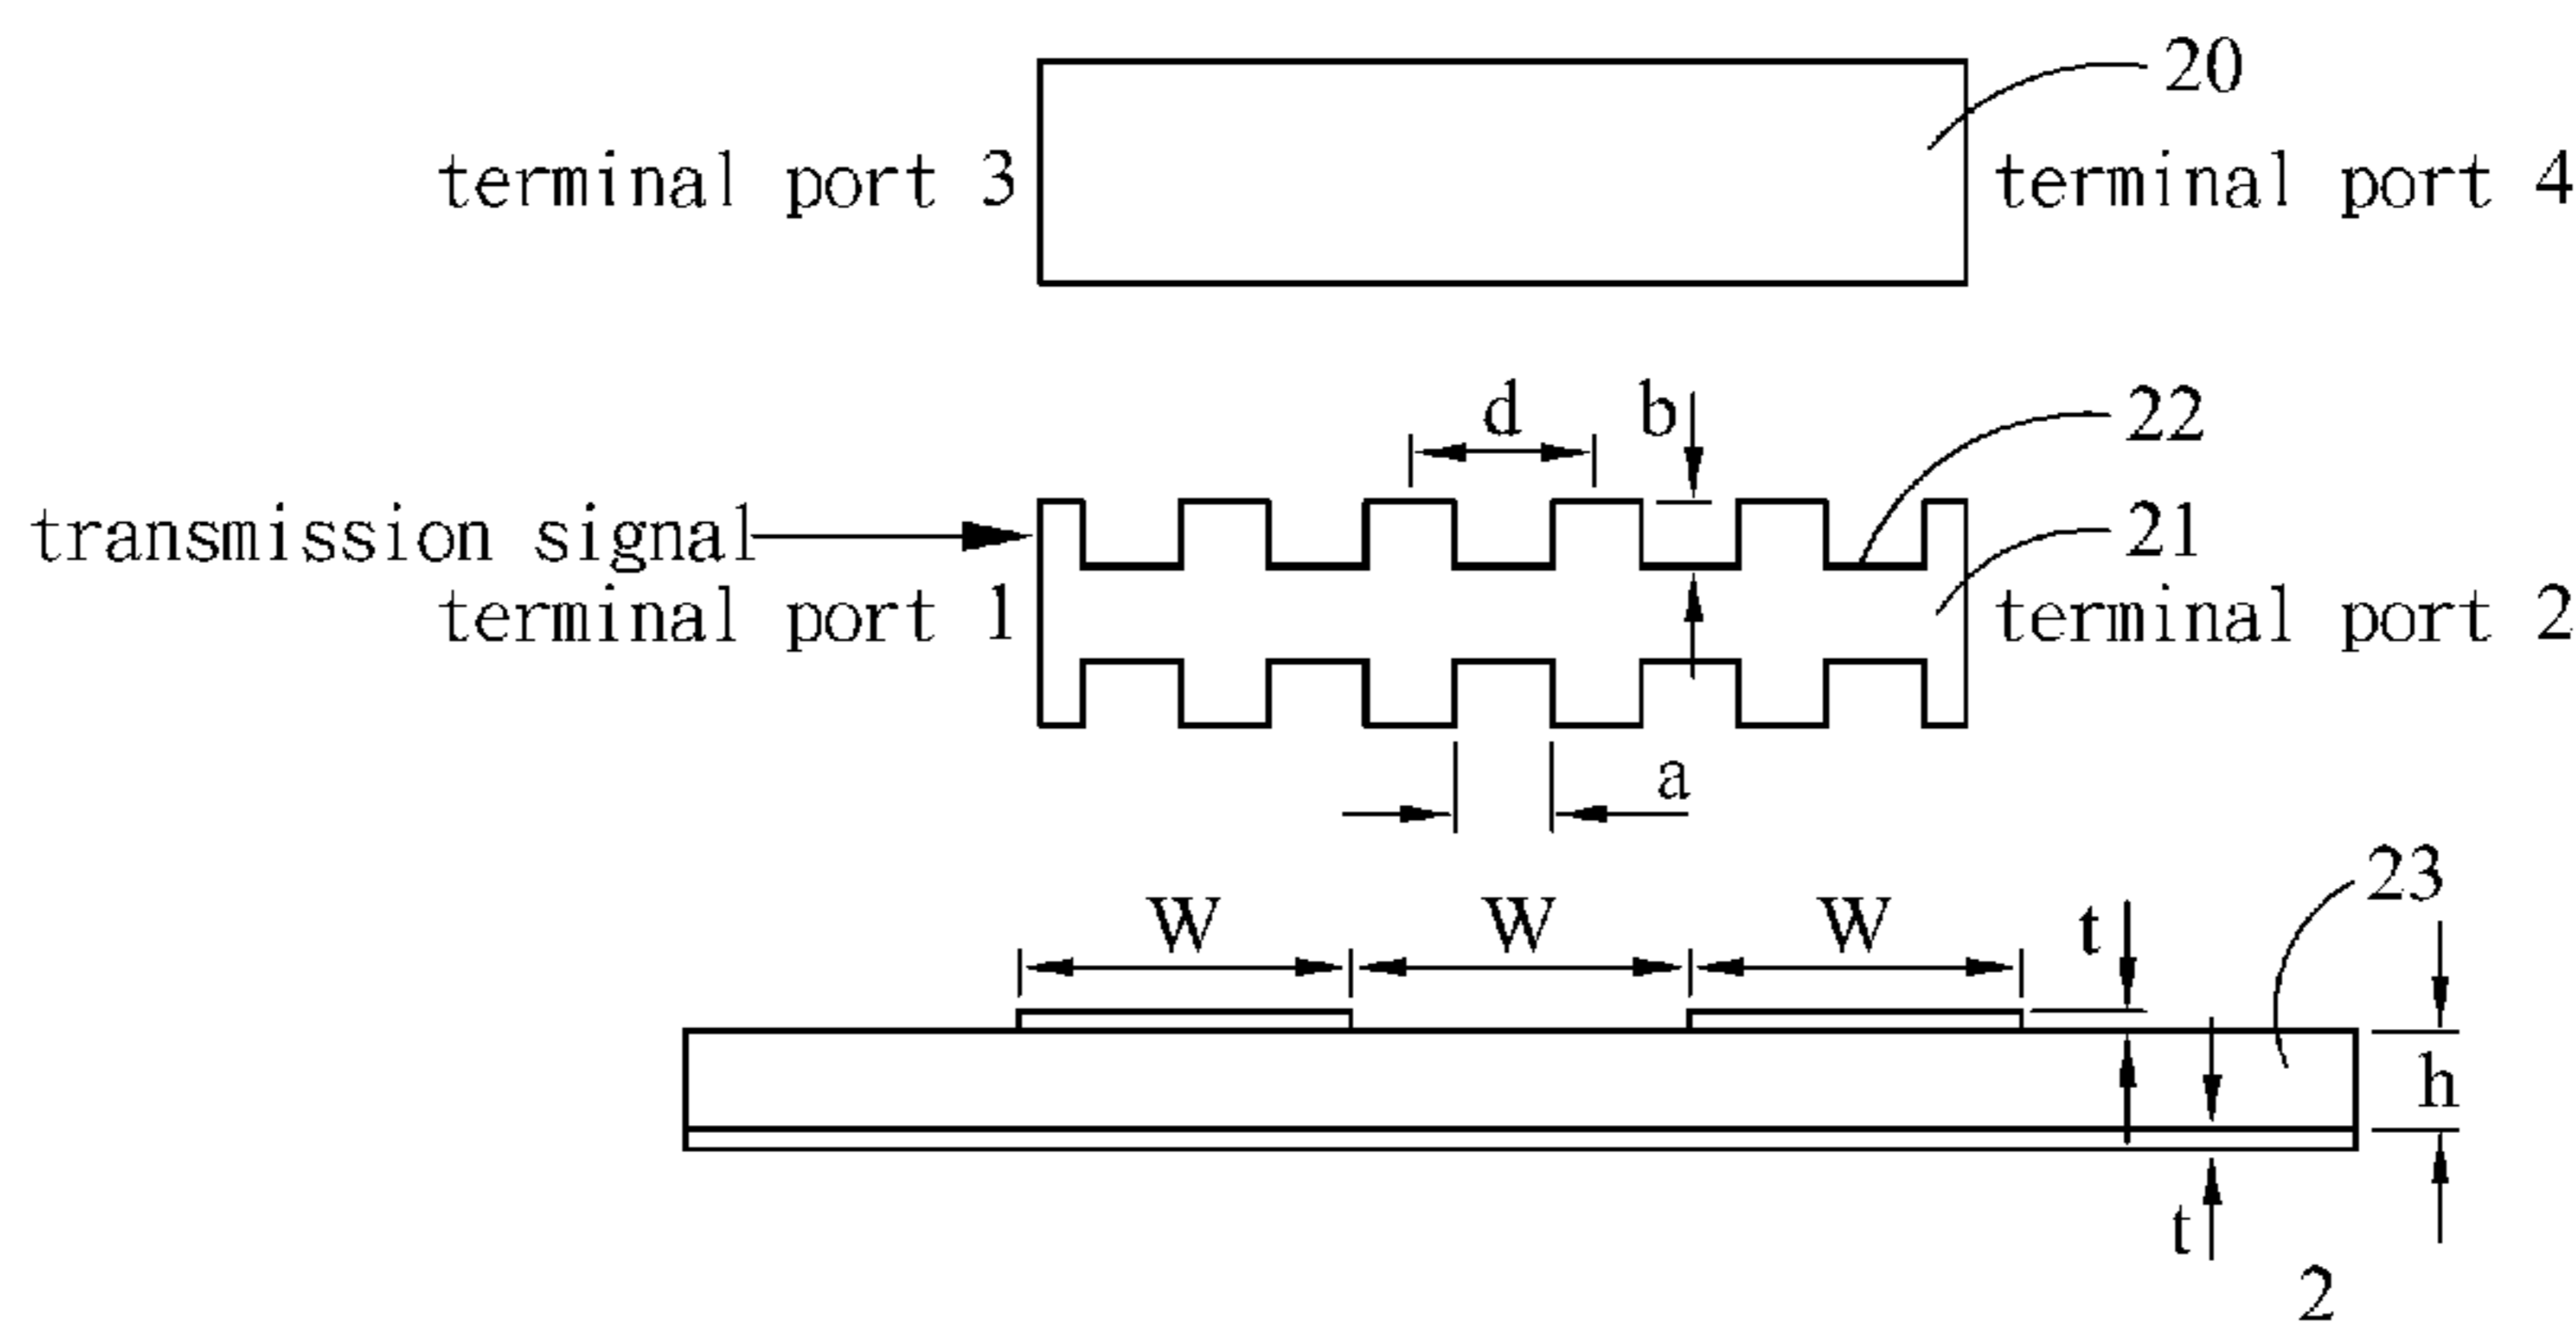 20
terminal port 3
terminal port 4
d
b
22
transmission signal
21
terminal port 1
terminal port 2
a
23
W W W
t
h
t
2